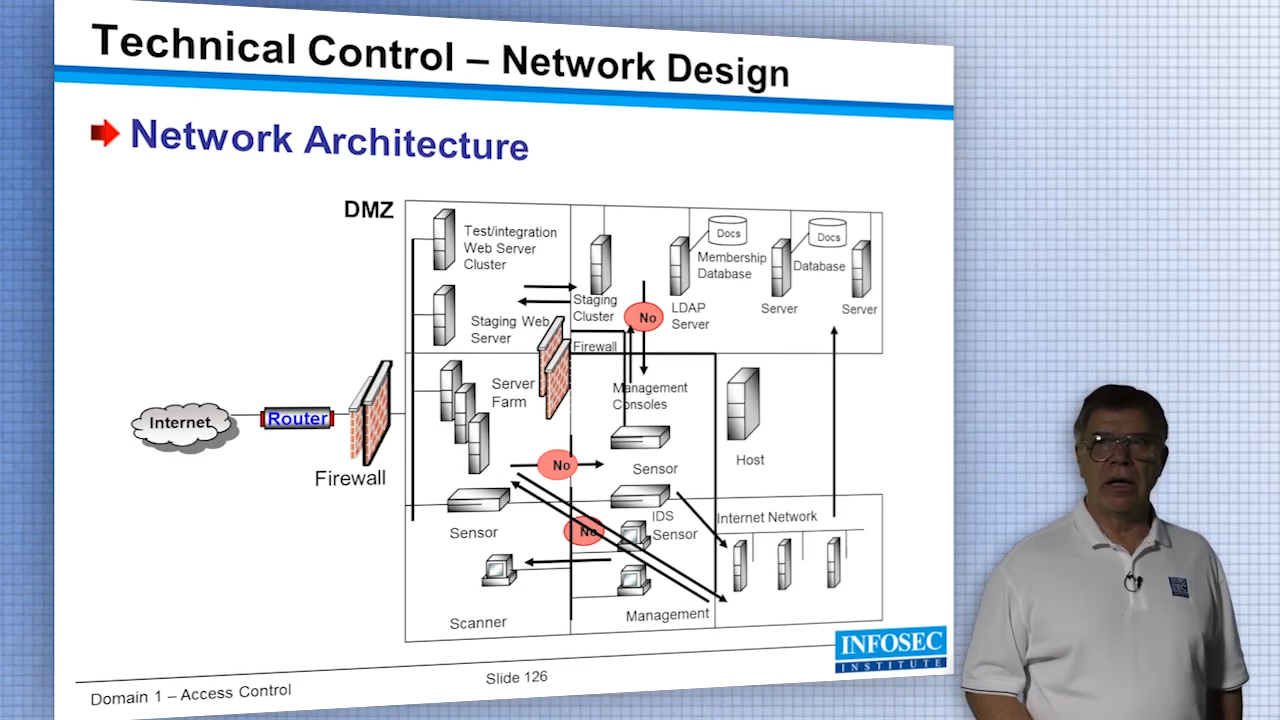 Technical Control – Network Design
Network Architecture
DMZ
Test/integration
Web Server
Cluster
Docs
Membership
Database
Docs
Database
Staging
Cluster
No
LDAP
Server
Server
Server
Staging Web
Server
Firewall
Server
Farm
Management
Consoles
Internet
Router
Firewall
No
Sensor
Host
Sensor
No
IDS
Sensor
Internet Network
Scanner
Management
INFOSEC
INSTITUTE
Domain 1 – Access Control
Slide 126